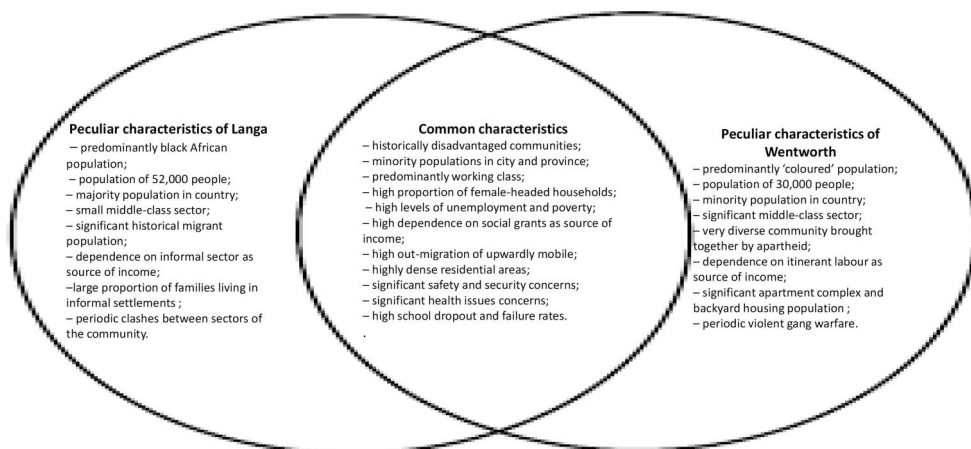 Peculiar characteristics of Langa
– predominantly black African
population;
– population of 52,000 people;
– majority population in country;
– small middle-class sector;
– significant historical migrant
population;
– dependence on informal sector as
source of income;
–large proportion of families living in
informal settlements ;
– periodic clashes between sectors of
the community.
Common characteristics
– historically disadvantaged communities;
– minority populations in city and province;
– predominantly working class;
– high proportion of female-headed households;
– high levels of unemployment and poverty;
– high dependence on social grants as source of
income;
– high out-migration of upwardly mobile;
– highly dense residential areas;
– significant safety and security concerns;
– significant health issues concerns;
– high school dropout and failure rates.
.
Peculiar characteristics of
Wentworth
– predominantly ‘coloured’ population;
– population of 30,000 people;
– minority population in country;
– significant middle-class sector;
– very diverse community brought
together by apartheid;
– dependence on itinerant labour as
source of income;
– significant apartment complex and
backyard housing population ;
– periodic violent gang warfare.